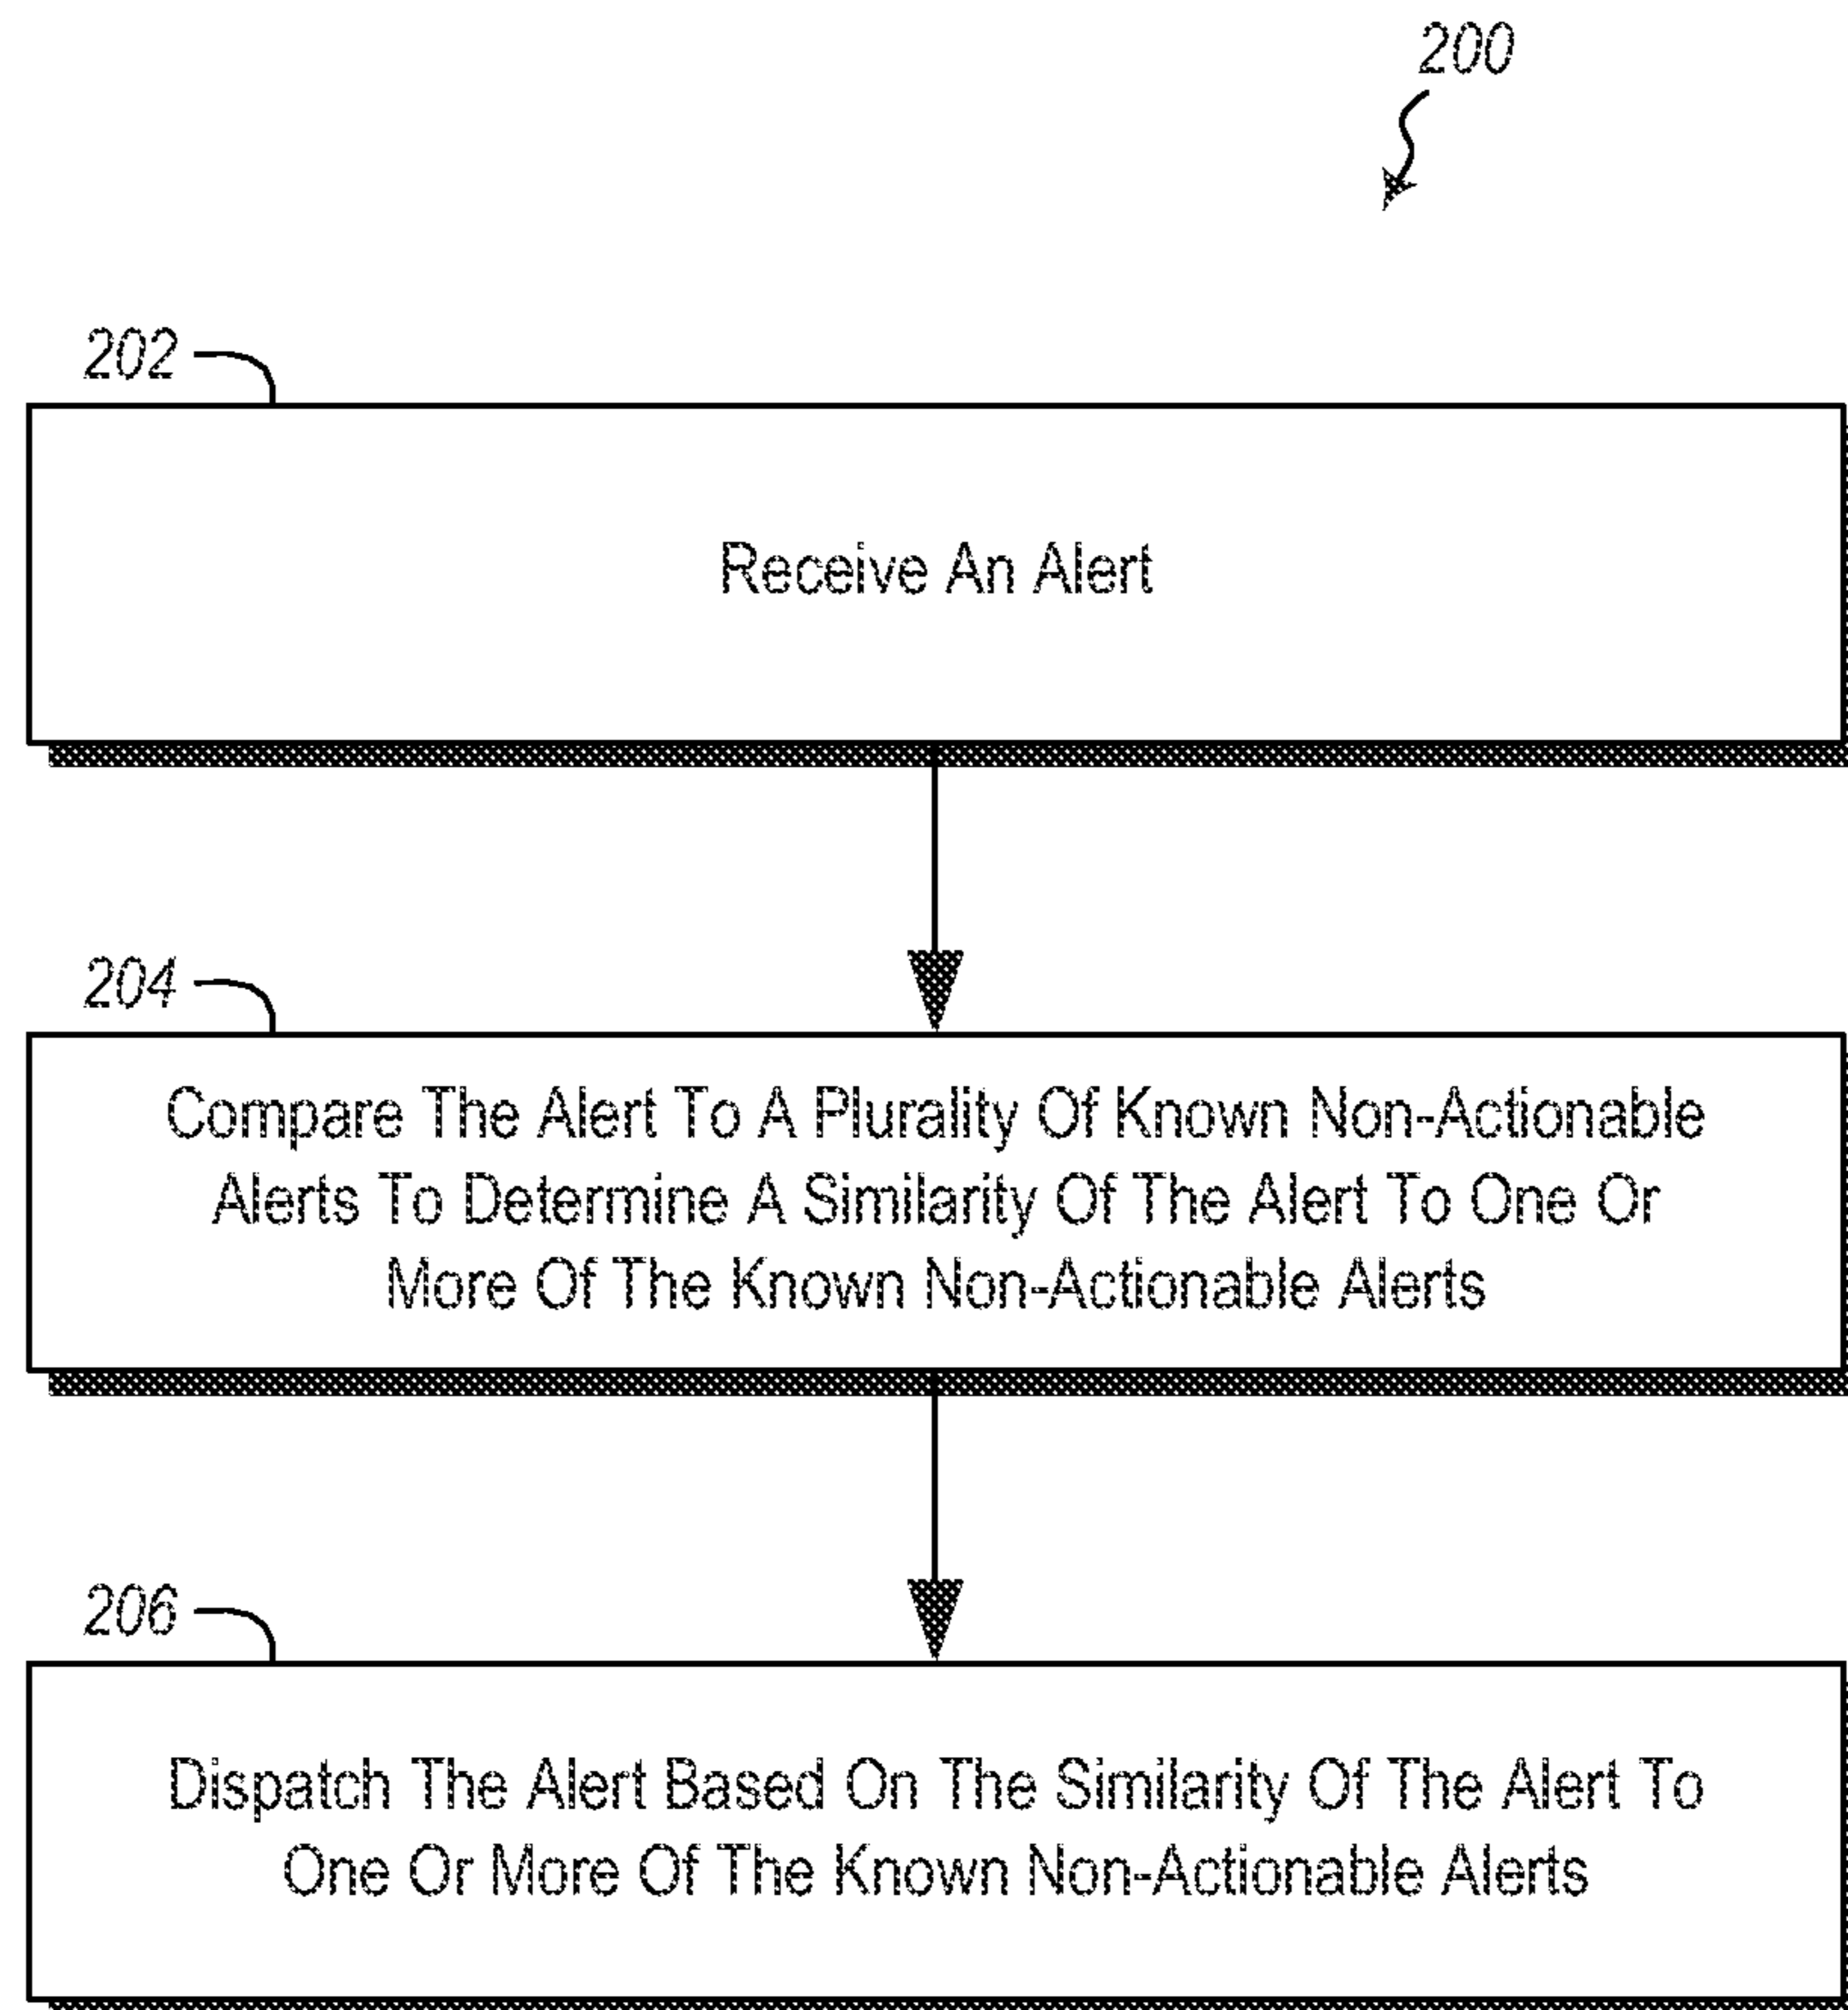 200
202
Receive An Alert
204
Compare The Alert To A Plurality Of Known Non-Actionable
Alerts To Determine A Similarity Of The Alert To One Or
More Of The Known Non-Actionable Alerts
206
Dispatch The Alert Based On The Similarity Of The Alert To
One Or More Of The Known Non-Actionable Alerts